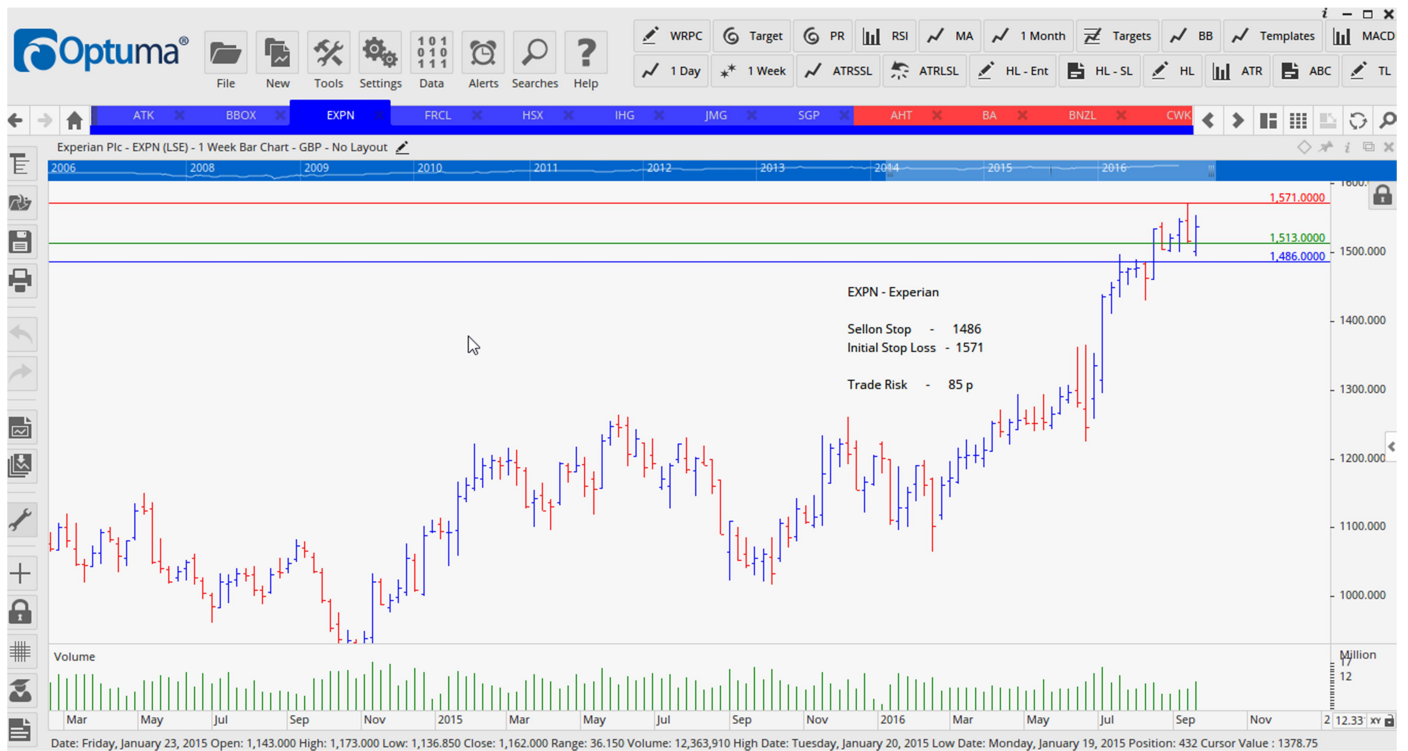 Optuma®
File
New
Tools
Settings
101
010
111
Data
Alerts
Searches
?
Help
WRPC
Target
PR
RSI
MA
1 Month
Targets
BB
Templates
MACD
1 Day
1 Week
ATRSSL
ATRLSL
HL - Ent
HL - SL
HL
ATR
ABC
TL
ATK
BBOX
EXPN
FRCL
HSX
IHG
JMG
SGP
AHT
BA
BNZL
CWK
Experian Plc - EXPN (LSE) - 1 Week Bar Chart - GBP - No Layout
2006
2008
2009
2010
2011
2012
2013
2014
2015
2016
1,571.0000
1,513.0000
1,486.0000
1500.000
1400.000
1300.000
1200.000
1100.000
1000.000
EXPN - Experian
Sellon Stop - 1486
Initial Stop Loss - 1571
Trade Risk - 85 p
Volume
Million
17
12
Mar
May
Jul
Sep
Nov
2015
Mar
May
Jul
Sep
Nov
2016
Mar
May
Jul
Sep
Nov
2
12.33
XY
Date: Friday, January 23, 2015 Open: 1,143.000 High: 1,173.000 Low: 1,136.850 Close: 1,162.000 Range: 36.150 Volume: 12,363,910 High Date: Tuesday, January 20, 2015 Low Date: Monday, January 19, 2015 Position: 432 Cursor Value : 1378.75